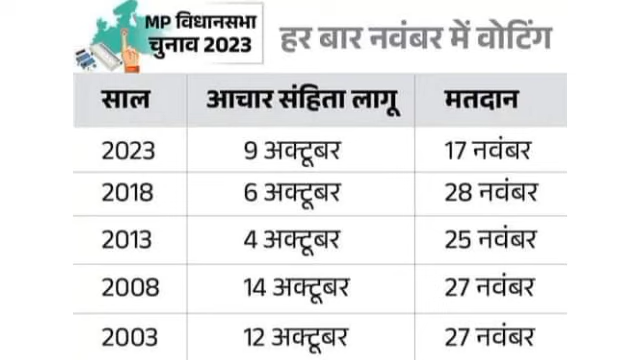 MP विधानसभा
चुनाव 2023
हर बार नवंबर में वोटिंग
साल आचार संहिता लागू मतदान
2023 9 अक्टूबर 17 नवंबर
2018 6 अक्टूबर 28 नवंबर
2013 4 अक्टूबर 25 नवंबर
2008 14 अक्टूबर 27 नवंबर
2003 12 अक्टूबर 27 नवंबर